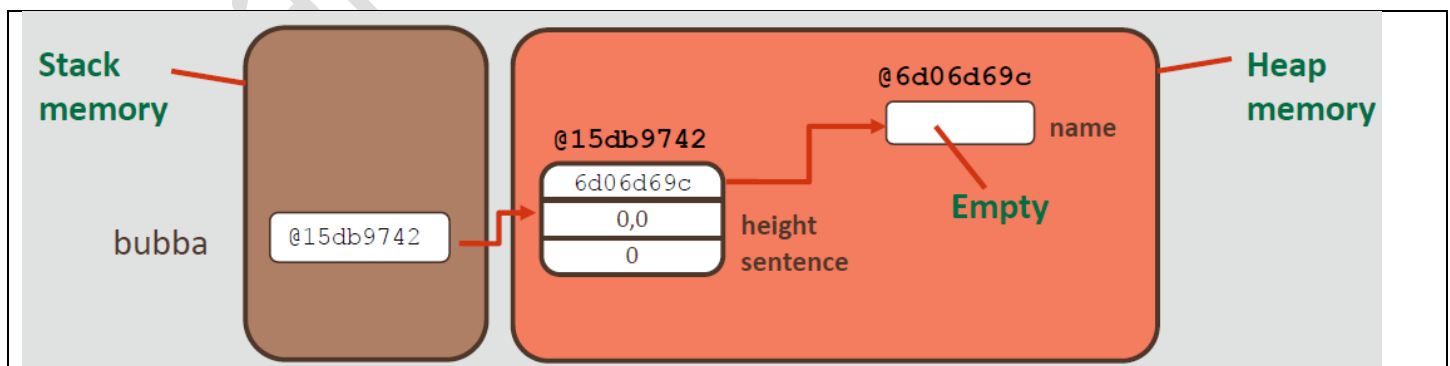 Stack
memory
bubba
@15db9742
@15db9742
6d06d69c
0,0
0
height
sentence
@6d06d69c
name
Empty
Heap
memory